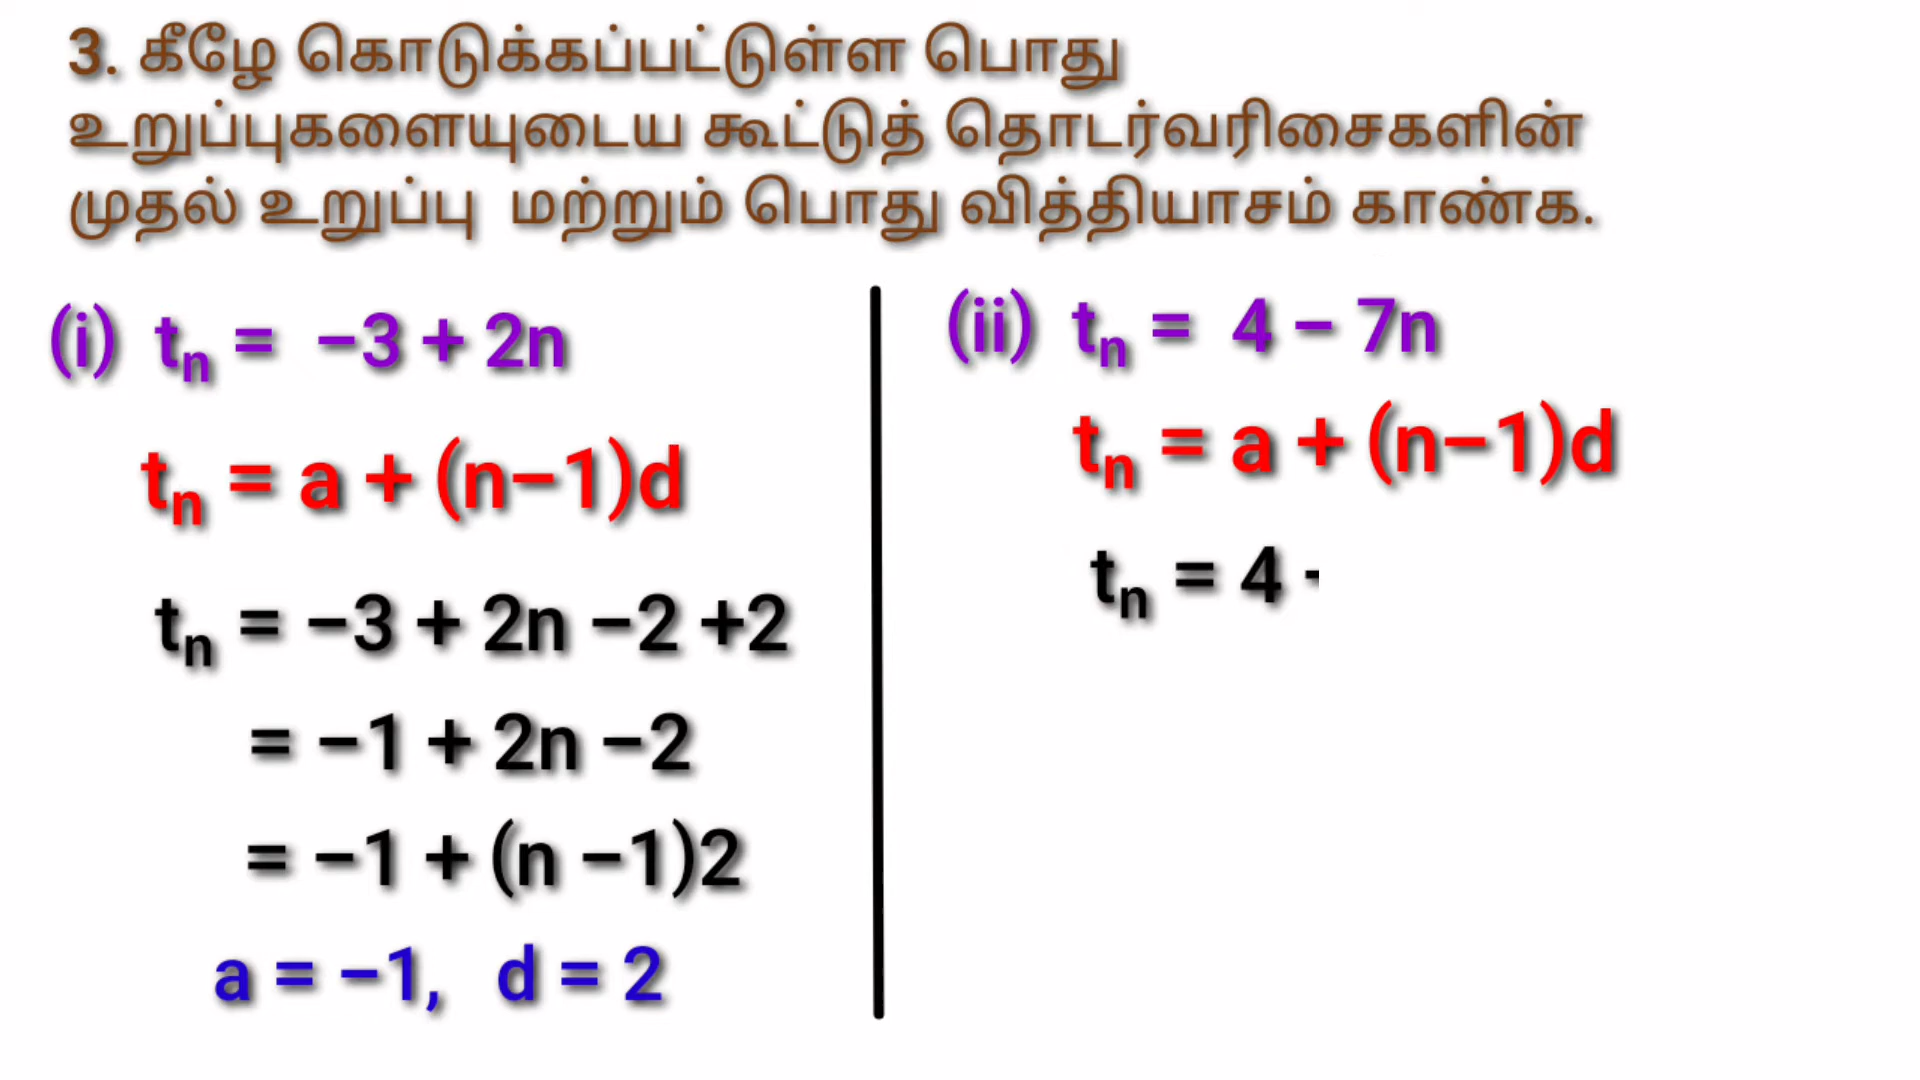 3. கீழே கொடுக்கப்பட்டுள்ள பொது
உறுப்புகளையுடைய கூட்டுத் தொடர்வரிசைகளின்
முதல் உறுப்பு மற்றும் பொது வித்தியாசம் காண்க.
(i) tₙ = −3 + 2n
tₙ = a + (n−1)d
tₙ = −3 + 2n −2 +2
= −1 + 2n −2
= −1 + (n −1)2
a = −1, d = 2
(ii) tₙ = 4 − 7n
tₙ = a + (n−1)d
tₙ = 4